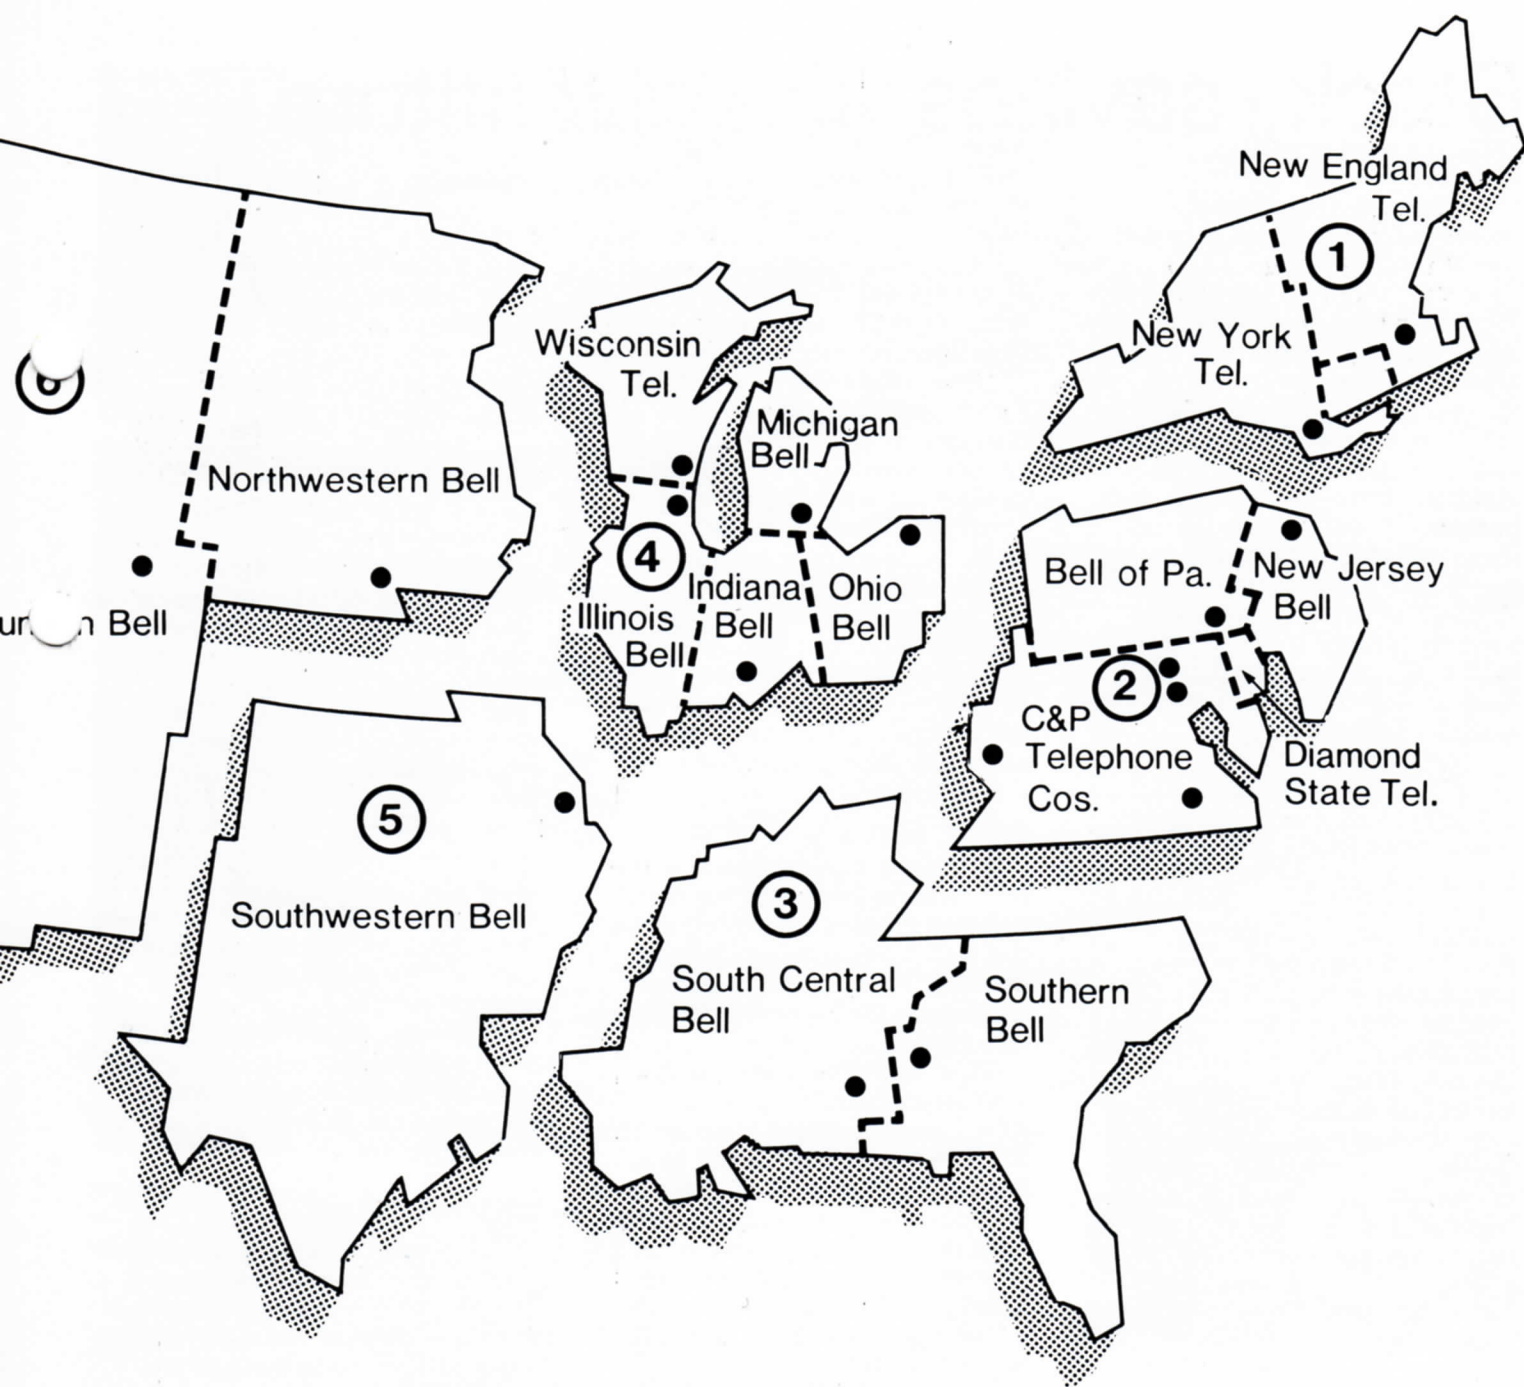 New England
Tel.
1
New York
Tel.
Wisconsin
Tel.
Michigan
Bell
Northwestern Bell
4
Indiana
Bell
Ohio
Bell
Illinois
Bell
Bell of Pa.
New Jersey
Bell
2
C&P
Telephone
Cos.
Diamond
State Tel.
Bell
5
Southwestern Bell
3
South Central
Bell
Southern
Bell